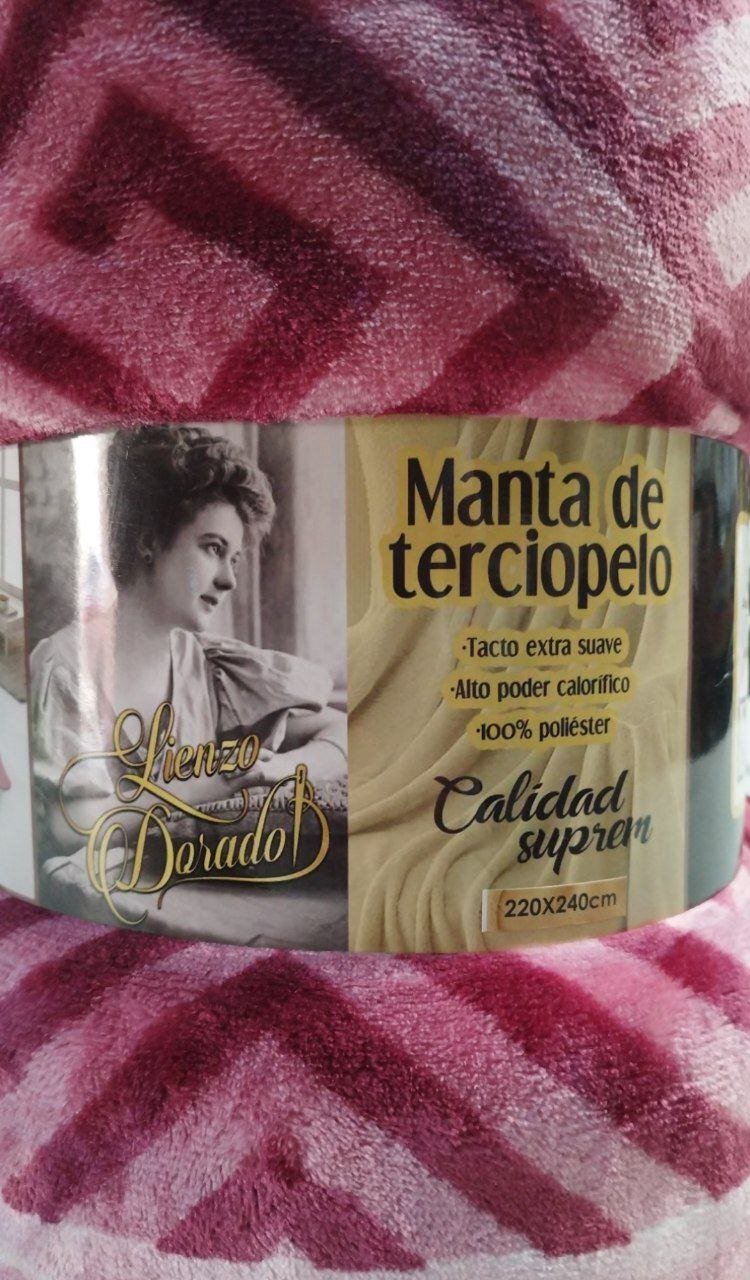 Manta de
terciopelo
·Tacto extra suave
·Alto poder calorífico
·100% poliéster
Calidad
suprem
220X240cm
Lienzo
Dorado